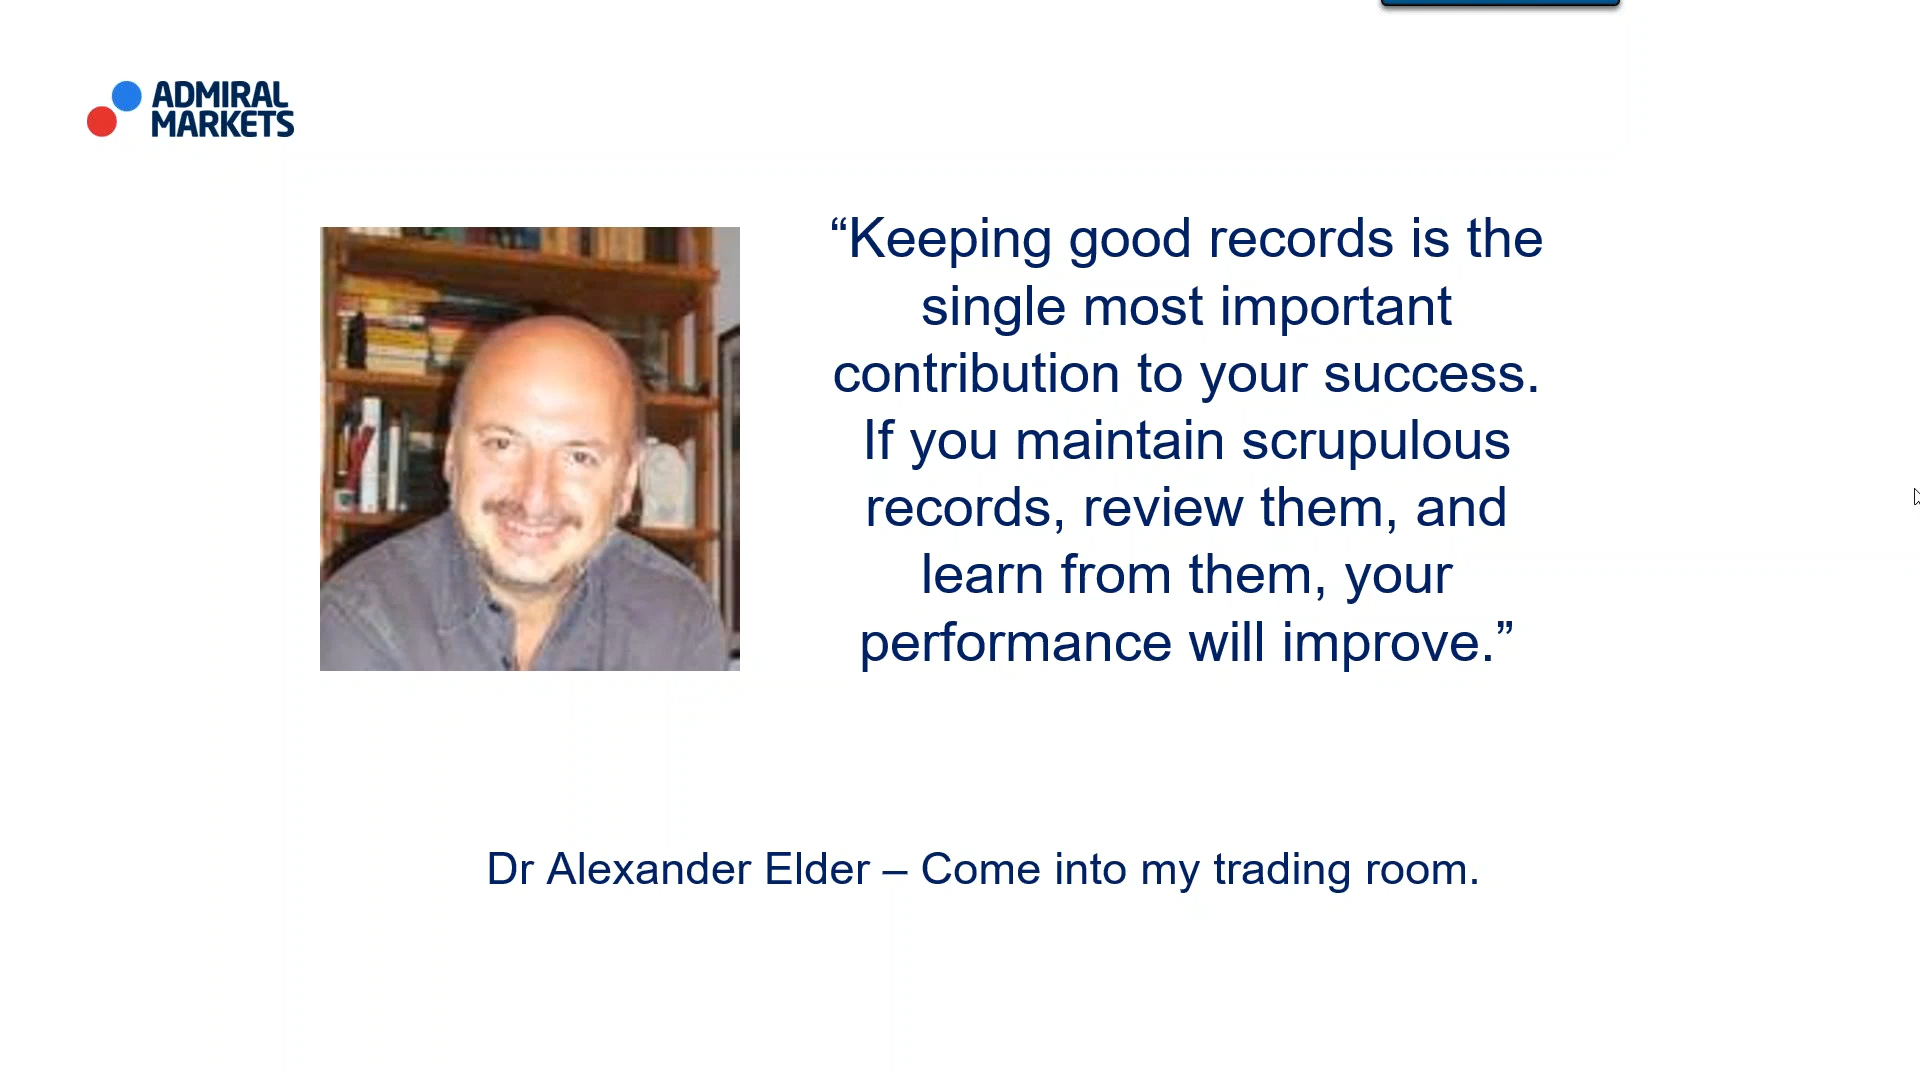 ADMIRAL
MARKETS
“Keeping good records is the
single most important
contribution to your success.
If you maintain scrupulous
records, review them, and
learn from them, your
performance will improve.”
Dr Alexander Elder – Come into my trading room.